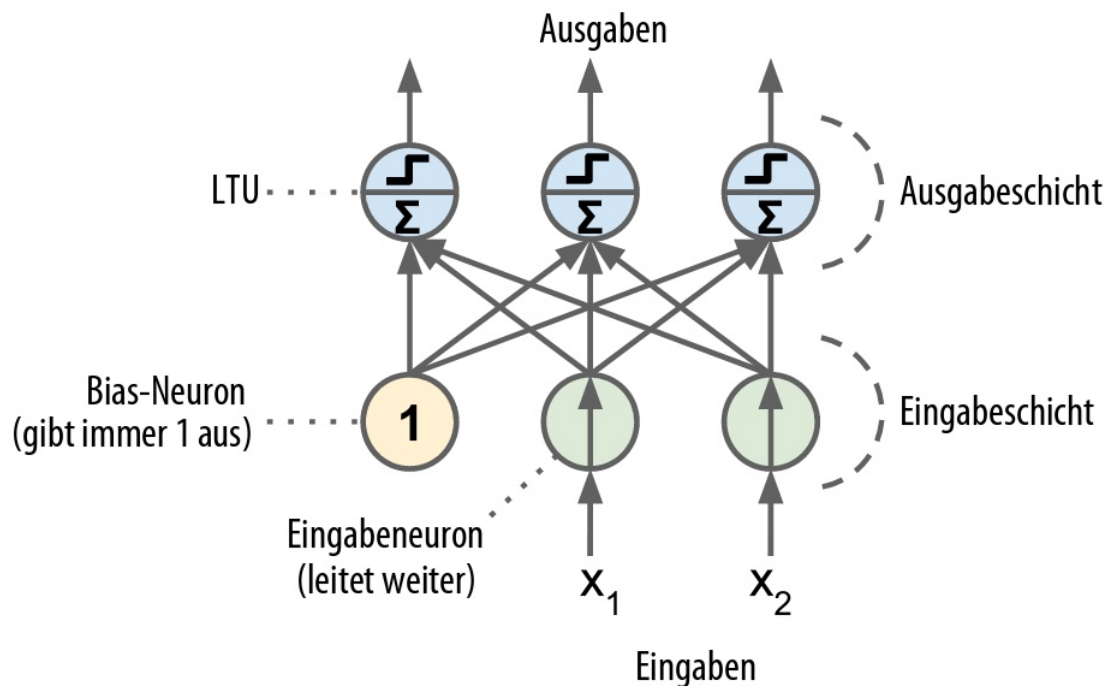 Ausgaben
LTU
Σ
Σ
Σ
Ausgabeschicht
Bias-Neuron
(gibt immer 1 aus)
1
Eingabeschicht
Eingabeneuron
(leitet weiter)
x₁
x₂
Eingaben